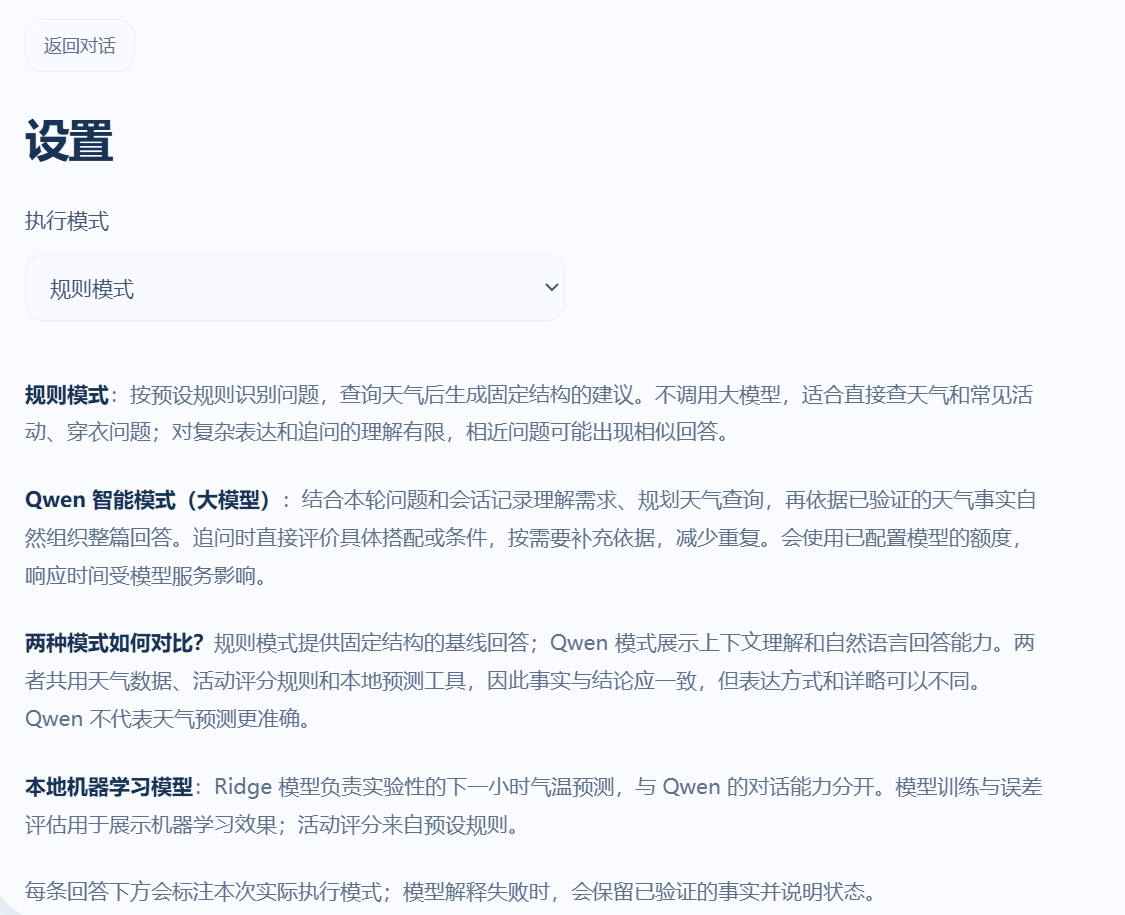 返回对话
设置
执行模式
规则模式
规则模式：按预设规则识别问题，查询天气后生成固定结构的建议。不调用大模型，适合直接查天气和常见活
动、穿衣问题；对复杂表达和追问的理解有限，相近问题可能出现相似回答。
Qwen 智能模式（大模型）：结合本轮问题和会话记录理解需求、规划天气查询，再依据已验证的天气事实自
然组织整篇回答。追问时直接评价具体搭配或条件，按需要补充依据，减少重复。会使用已配置模型的额度，
响应时间受模型服务影响。
两种模式如何对比？规则模式提供固定结构的基线回答；Qwen 模式展示上下文理解和自然语言回答能力。两
者共用天气数据、活动评分规则和本地预测工具，因此事实与结论应一致，但表达方式和详略可以不同。
Qwen 不代表天气预测更准确。
本地机器学习模型：Ridge 模型负责实验性的下一小时气温预测，与 Qwen 的对话能力分开。模型训练与误差
评估用于展示机器学习效果；活动评分来自预设规则。
每条回答下方会标注本次实际执行模式；模型解释失败时，会保留已验证的事实并说明状态。